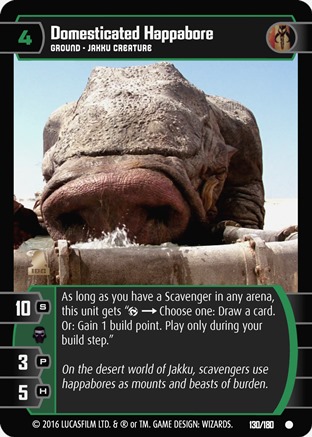 4
Domesticated Happabore
GROUND • JAKKU CREATURE
10 S
3 P
5 H
As long as you have a Scavenger in any arena,
this unit gets “ → Choose one: Draw a card.
Or: Gain 1 build point. Play only during your
build step.”
On the desert world of Jakku, scavengers use
happabores as mounts and beasts of burden.
© 2016 LUCASFILM LTD. & ® or TM. GAME DESIGN: WIZARDS.
130/180